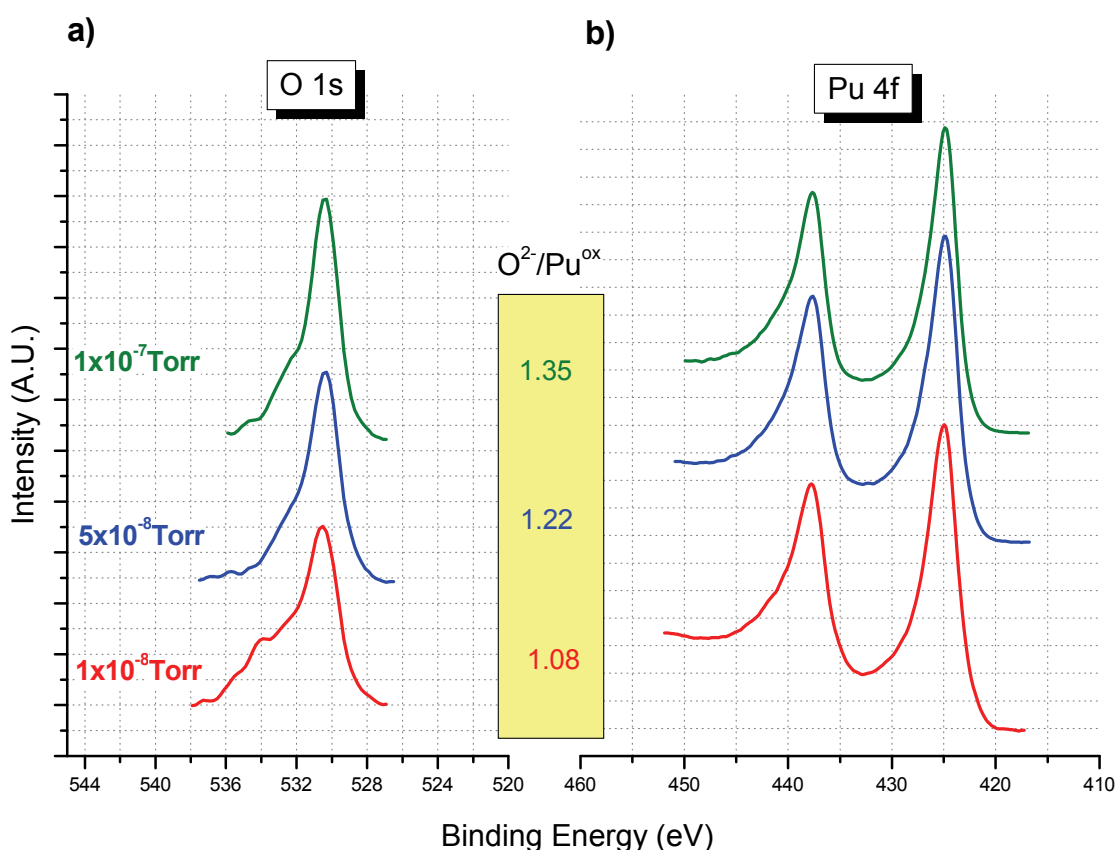 a)
b)
O 1s
Pu 4f
O²⁻/Puᵒˣ
1x10⁻⁷Torr
1.35
5x10⁻⁸Torr
1.22
1x10⁻⁸Torr
1.08
Intensity (A.U.)
544 540 536 532 528 524 520
460 450 440 430 420 410
Binding Energy (eV)